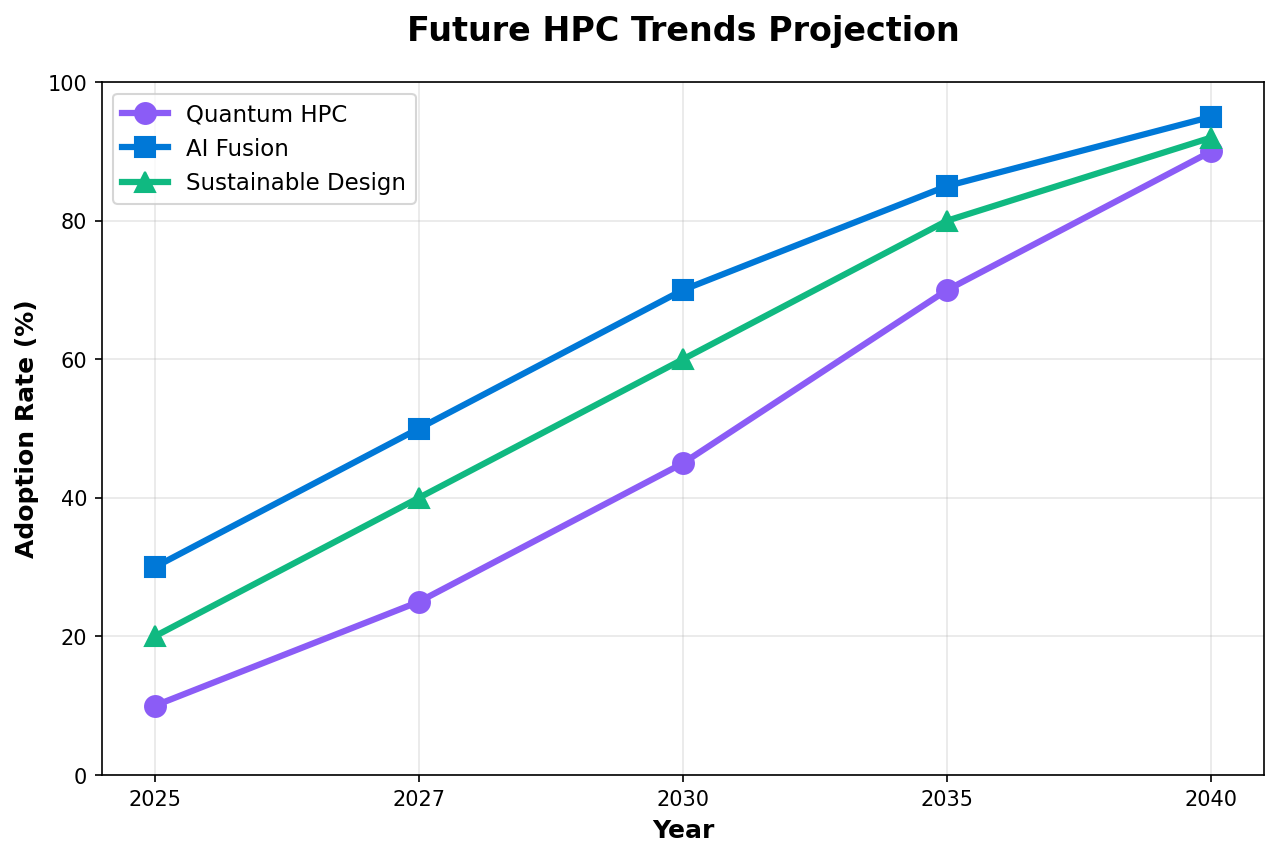 Future HPC Trends Projection
Quantum HPC
AI Fusion
Sustainable Design
Adoption Rate (%)
100
80
60
40
20
0
2025 2027 2030 2035 2040
Year